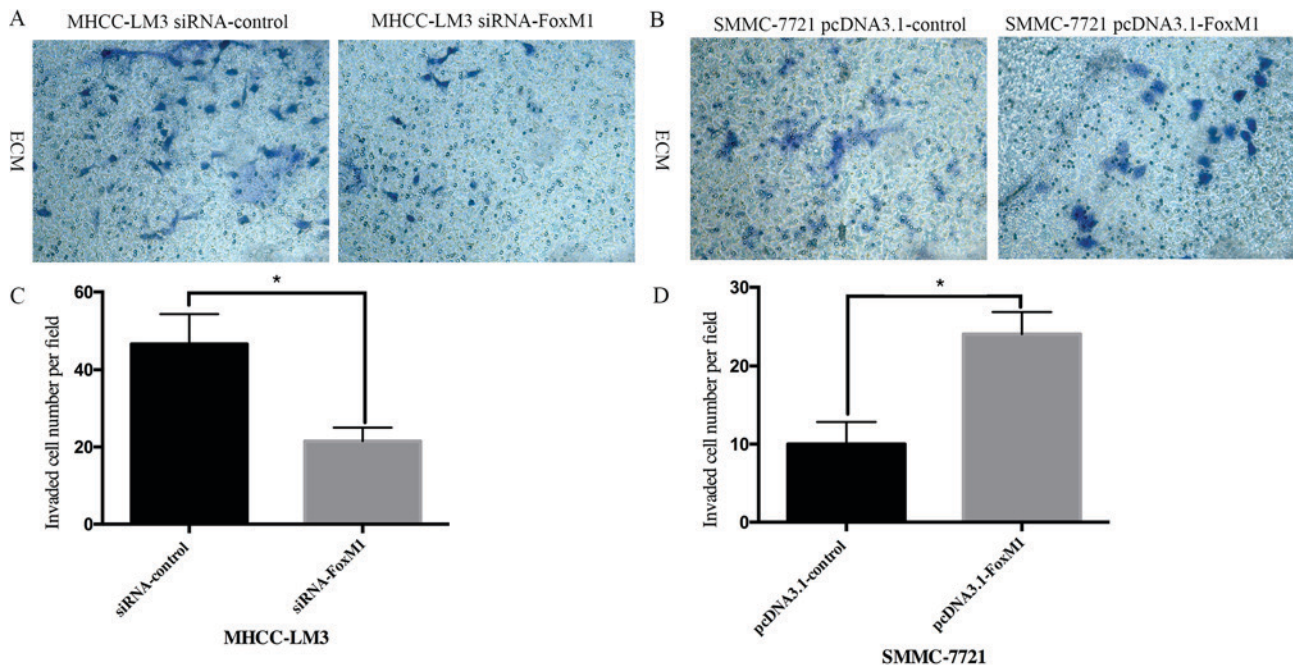 A
MHCC-LM3 siRNA-control
MHCC-LM3 siRNA-FoxM1
ECM
B
SMMC-7721 pcDNA3.1-control
SMMC-7721 pcDNA3.1-FoxM1
ECM
C
Invaded cell number per field
60
40
20
0
*
siRNA-control
siRNA-FoxM1
MHCC-LM3
D
Invaded cell number per field
30
20
10
0
*
pcDNA3.1-control
pcDNA3.1-FoxM1
SMMC-7721